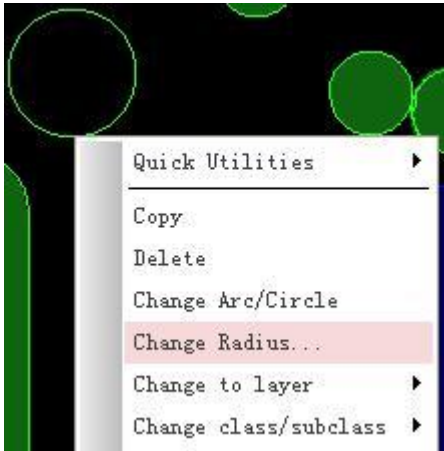 Quick Utilities
Copy
Delete
Change Arc/Circle
Change Radius...
Change to layer
Change class/subclass